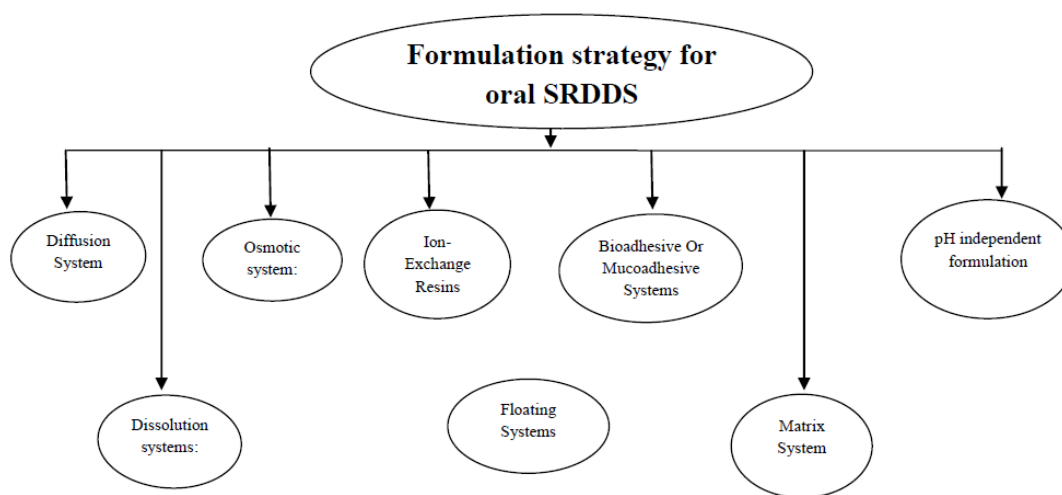 Formulation strategy for
oral SRDDS
Diffusion
System
Osmotic
system:
Ion-
Exchange
Resins
Bioadhesive Or
Mucoadhesive
Systems
pH independent
formulation
Dissolution
systems:
Floating
Systems
Matrix
System